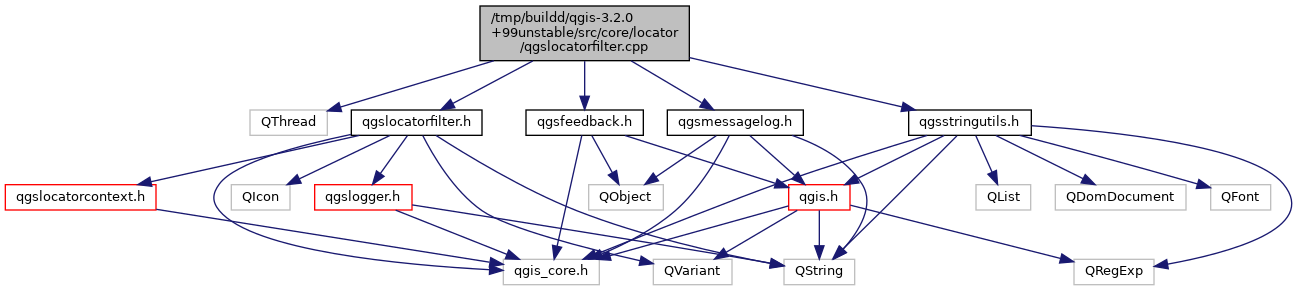 /tmp/buildd/qgis-3.2.0
+99unstable/src/core/locator
/qgslocatorfilter.cpp
QThread
qgslocatorfilter.h
qgsfeedback.h
qgsmessagelog.h
qgsstringutils.h
qgslocatorcontext.h
QIcon
qgslogger.h
QObject
qgis.h
QList
QDomDocument
QFont
qgis_core.h
QVariant
QString
QRegExp